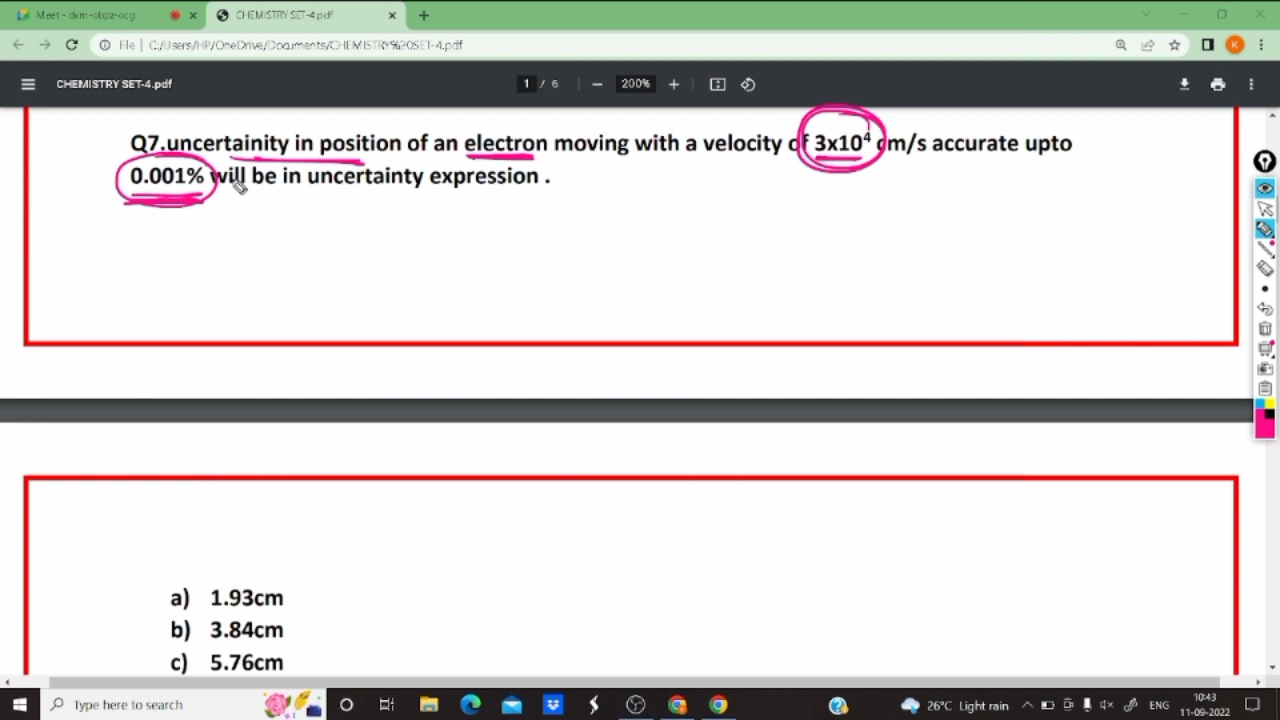 Meet - dxm-obpz-ocg
CHEMISTRY SET-4.pdf
File | C:/Users/HP/OneDrive/Documents/CHEMISTRY%20SET-4.pdf
K
CHEMISTRY SET-4.pdf
1 / 6
200%
Q7.uncertainity in position of an electron moving with a velocity of 3x10⁴ cm/s accurate upto
0.001% will be in uncertainty expression .
a) 1.93cm
b) 3.84cm
c) 5.76cm
Type here to search
26°C Light rain
ENG
10:43
11-09-2022